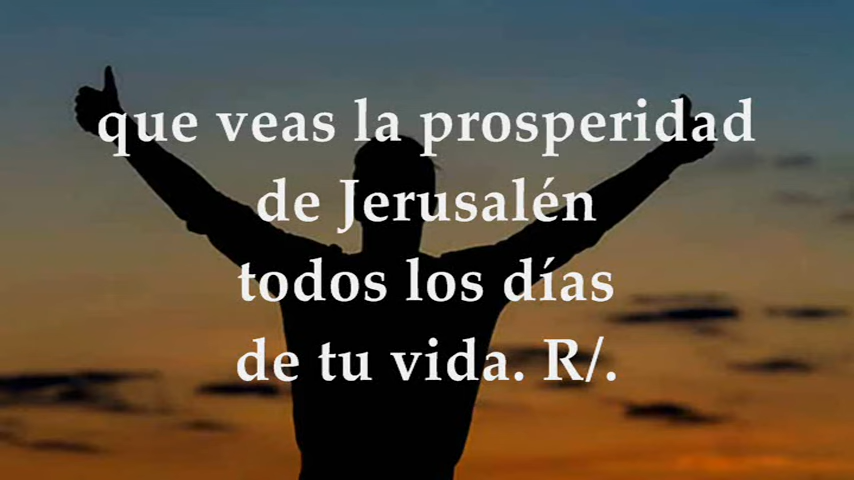 que veas la prosperidad
de Jerusalén
todos los días
de tu vida. R/.